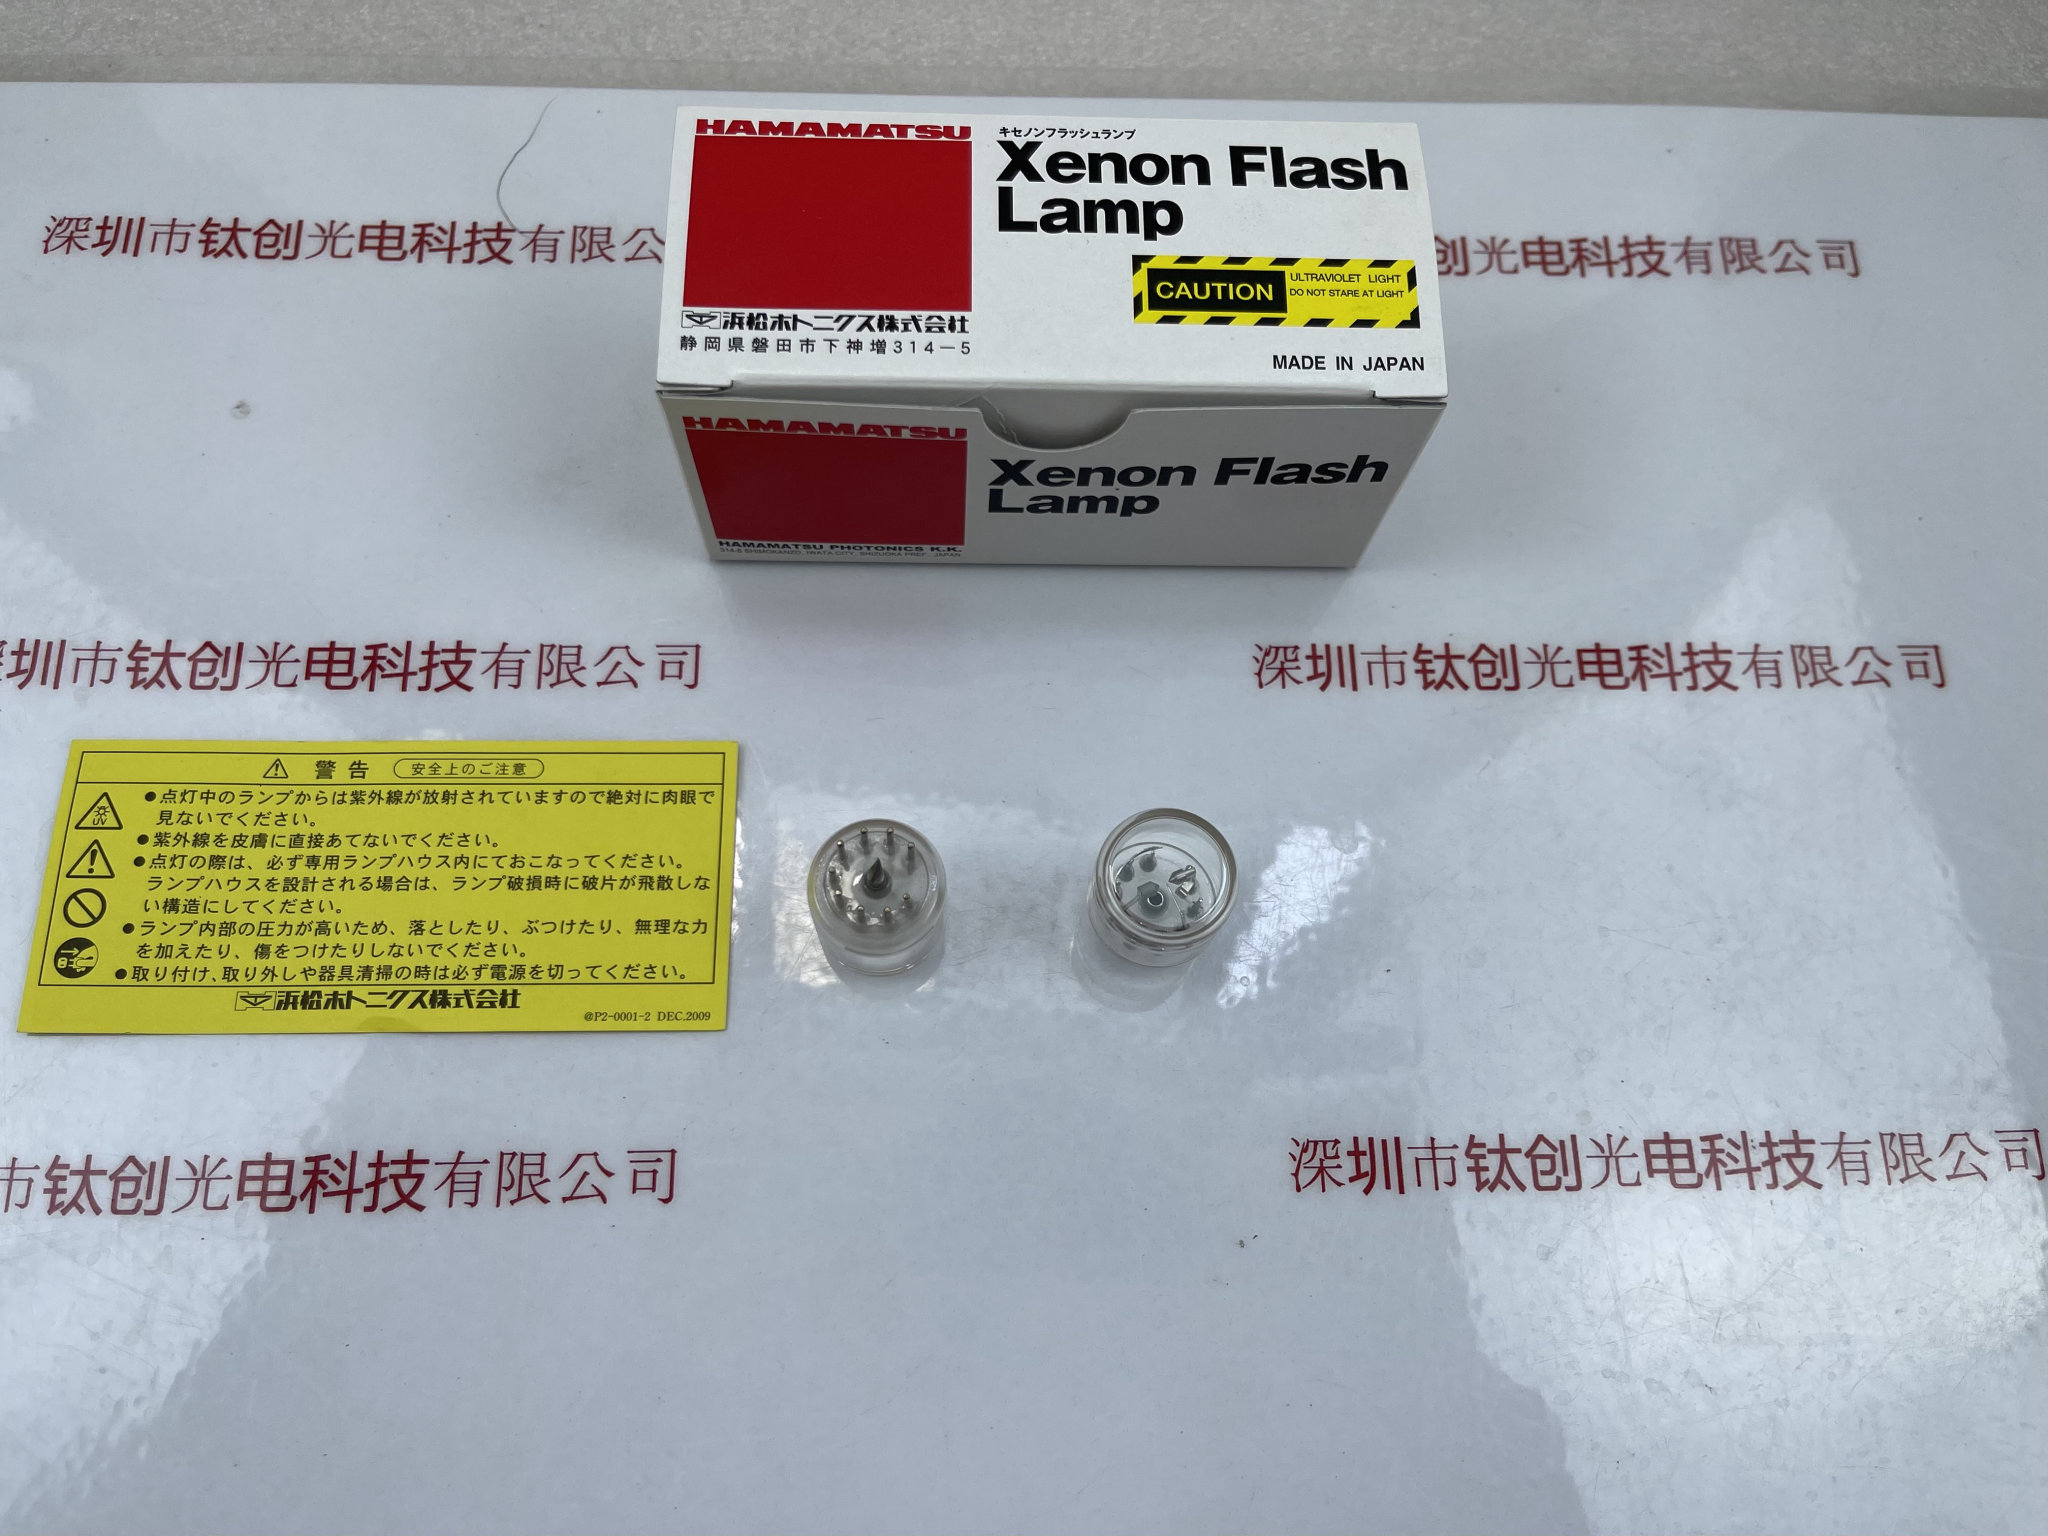 HAMAMATSU
キセノンフラッシュランプ
Xenon Flash
Lamp
CAUTION
ULTRAVIOLET LIGHT
DO NOT STARE AT LIGHT
浜松ホトニクス株式会社
静岡県磐田市下神増314-5
MADE IN JAPAN
深圳市钛创光电科技有限公
创光电科技有限公司
HAMAMATSU
Xenon Flash
Lamp
HAMAMATSU PHOTONICS K.K.
314-5 SHIMOKANZO, IWATA CITY, SHIZUOKA PREF., JAPAN
深圳市钛创光电科技有限公司
深圳市钛创光电科技有限公司
警告 安全上のご注意
UV
●点灯中のランプからは紫外線が放射されていますので絶対に肉眼で
見ないでください。
●紫外線を皮膚に直接あてないでください。
●点灯の際は、必ず専用ランプハウス内にておこなってください。
ランプハウスを設計される場合は、ランプ破損時に破片が飛散しな
い構造にしてください。
●ランプ内部の圧力が高いため、落としたり、ぶつけたり、無理な力
を加えたり、傷をつけたりしないでください。
●取り付け、取り外しや器具清掃の時は必ず電源を切ってください。
浜松ホトニクス株式会社
@P2-0001-2 DEC.2009
市钛创光电科技有限公司
深圳市钛创光电科技有限公司